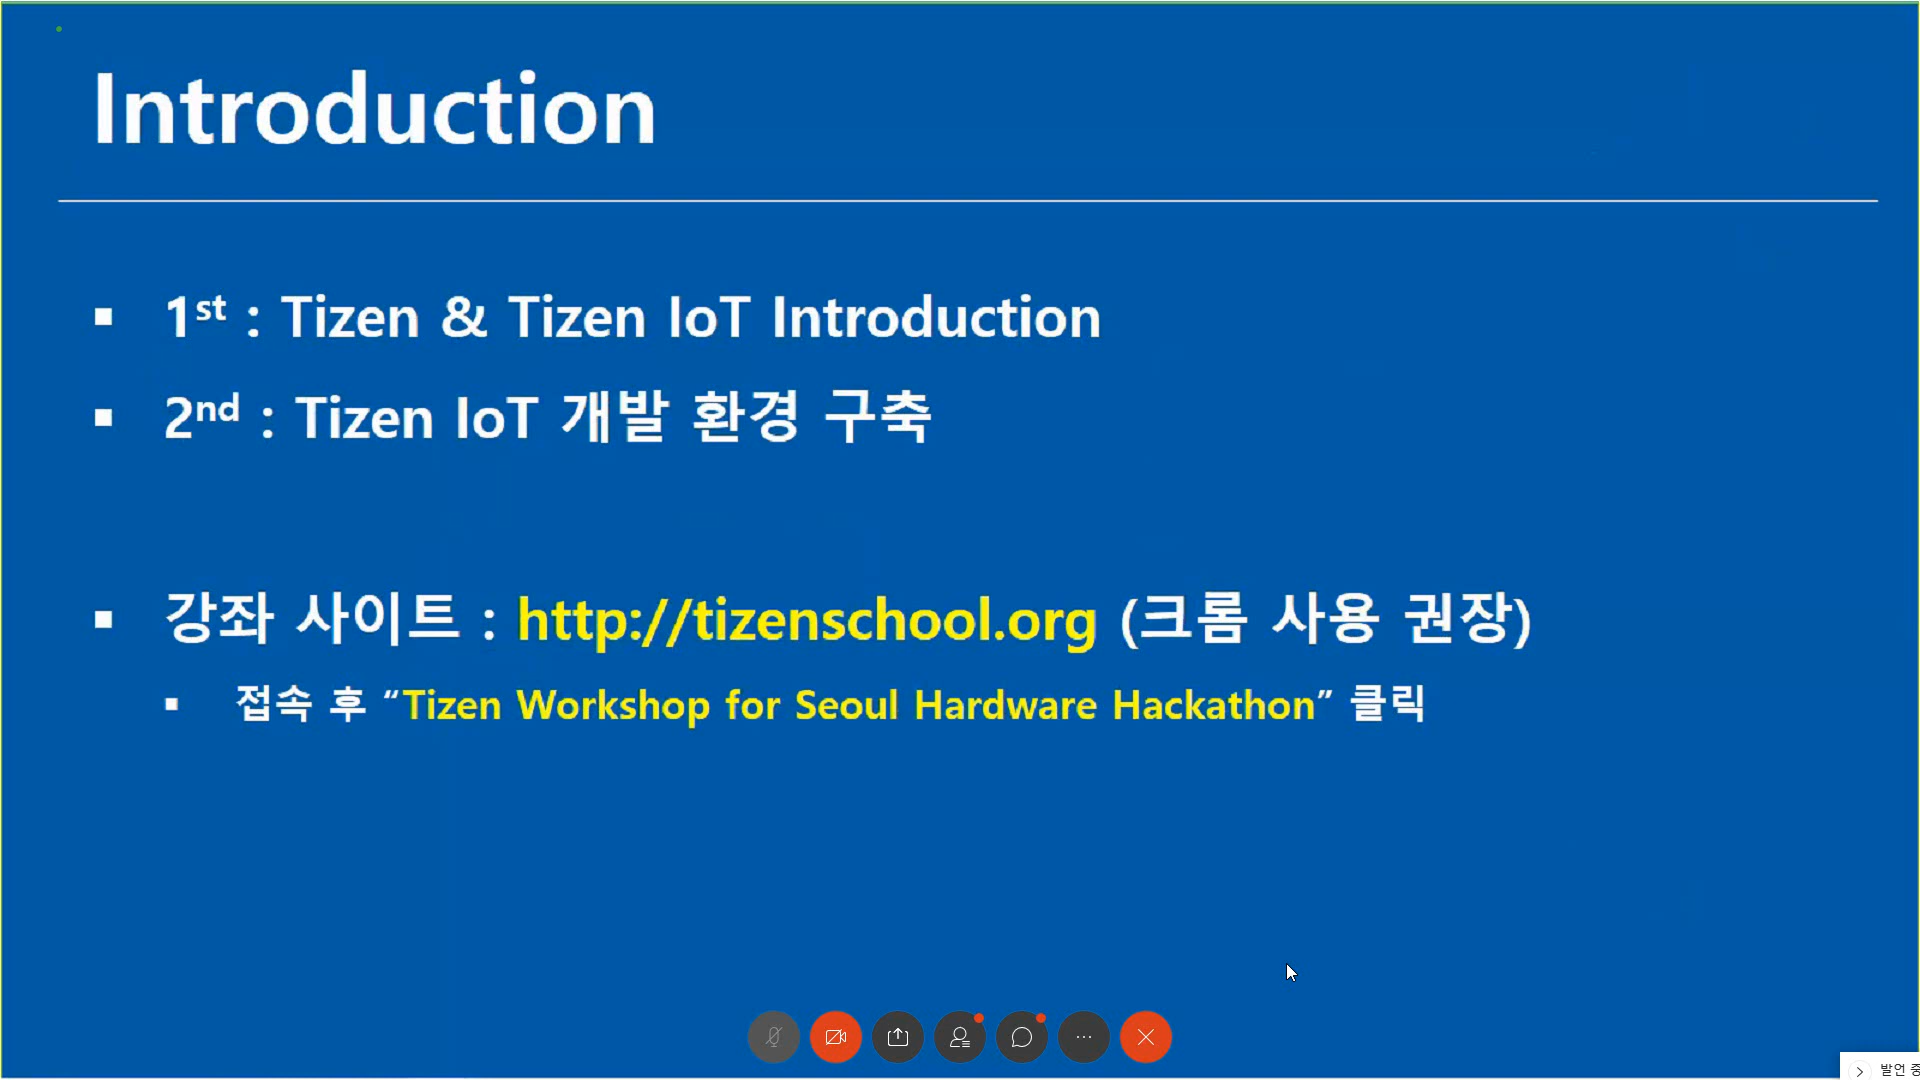 Introduction
1st : Tizen & Tizen IoT Introduction
2nd : Tizen IoT 개발 환경 구축
강좌 사이트 : http://tizenschool.org (크롬 사용 권장)
접속 후 “Tizen Workshop for Seoul Hardware Hackathon” 클릭
발언 중